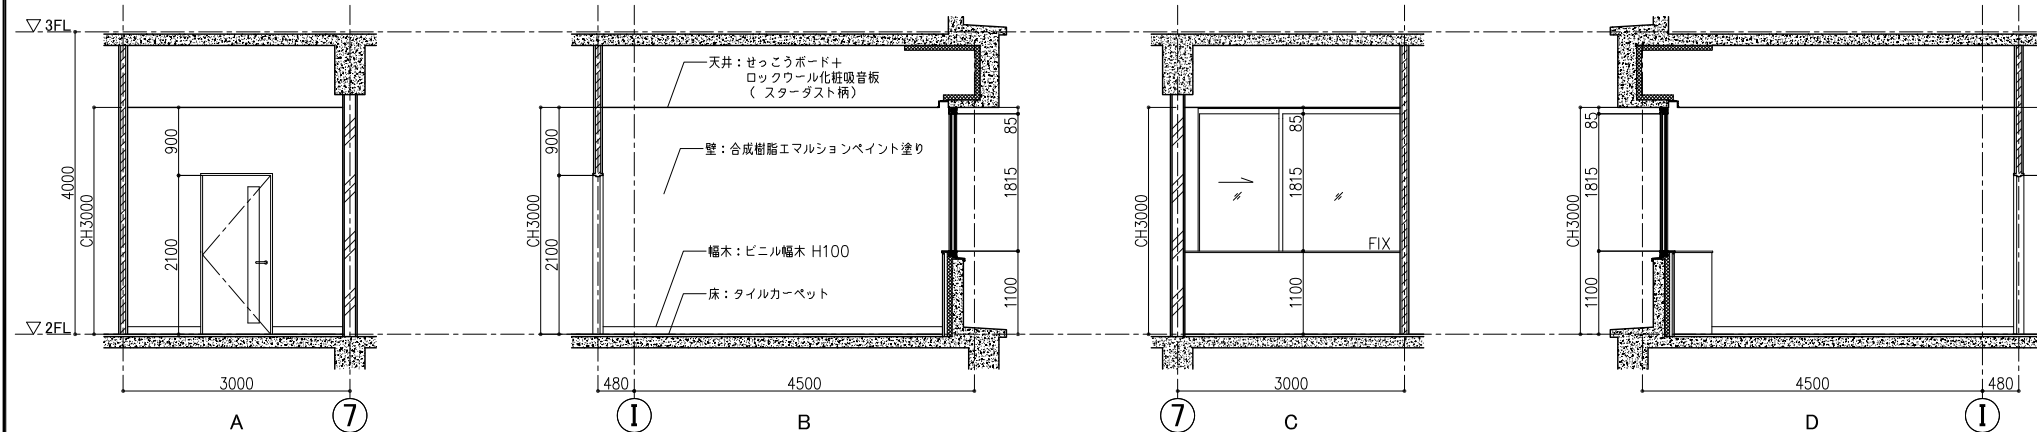 ▽3FL
4000
CH3000
900
2100
▽2FL
3000
7
A
CH3000
900
2100
天井：せっこうボード＋
ロックウール化粧吸音板
（ スターダスト柄）
壁：合成樹脂エマルションペイント塗り
幅木：ビニル幅木 H100
床：タイルカーペット
85
1815
1100
480
4500
I
B
CH3000
85
1815
FIX
1100
3000
7
C
CH3000
85
1815
1100
4500
480
I
D